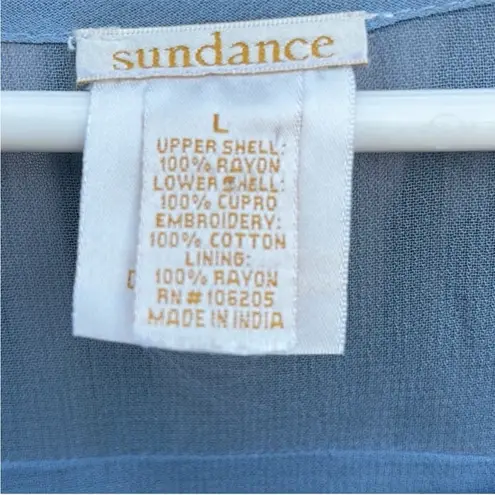 sundance
L
UPPER SHELL:
100% RAYON
LOWER SHELL:
100% CUPRO
EMBROIDERY:
100% COTTON
LINING:
100% RAYON
RN#106205
MADE IN INDIA